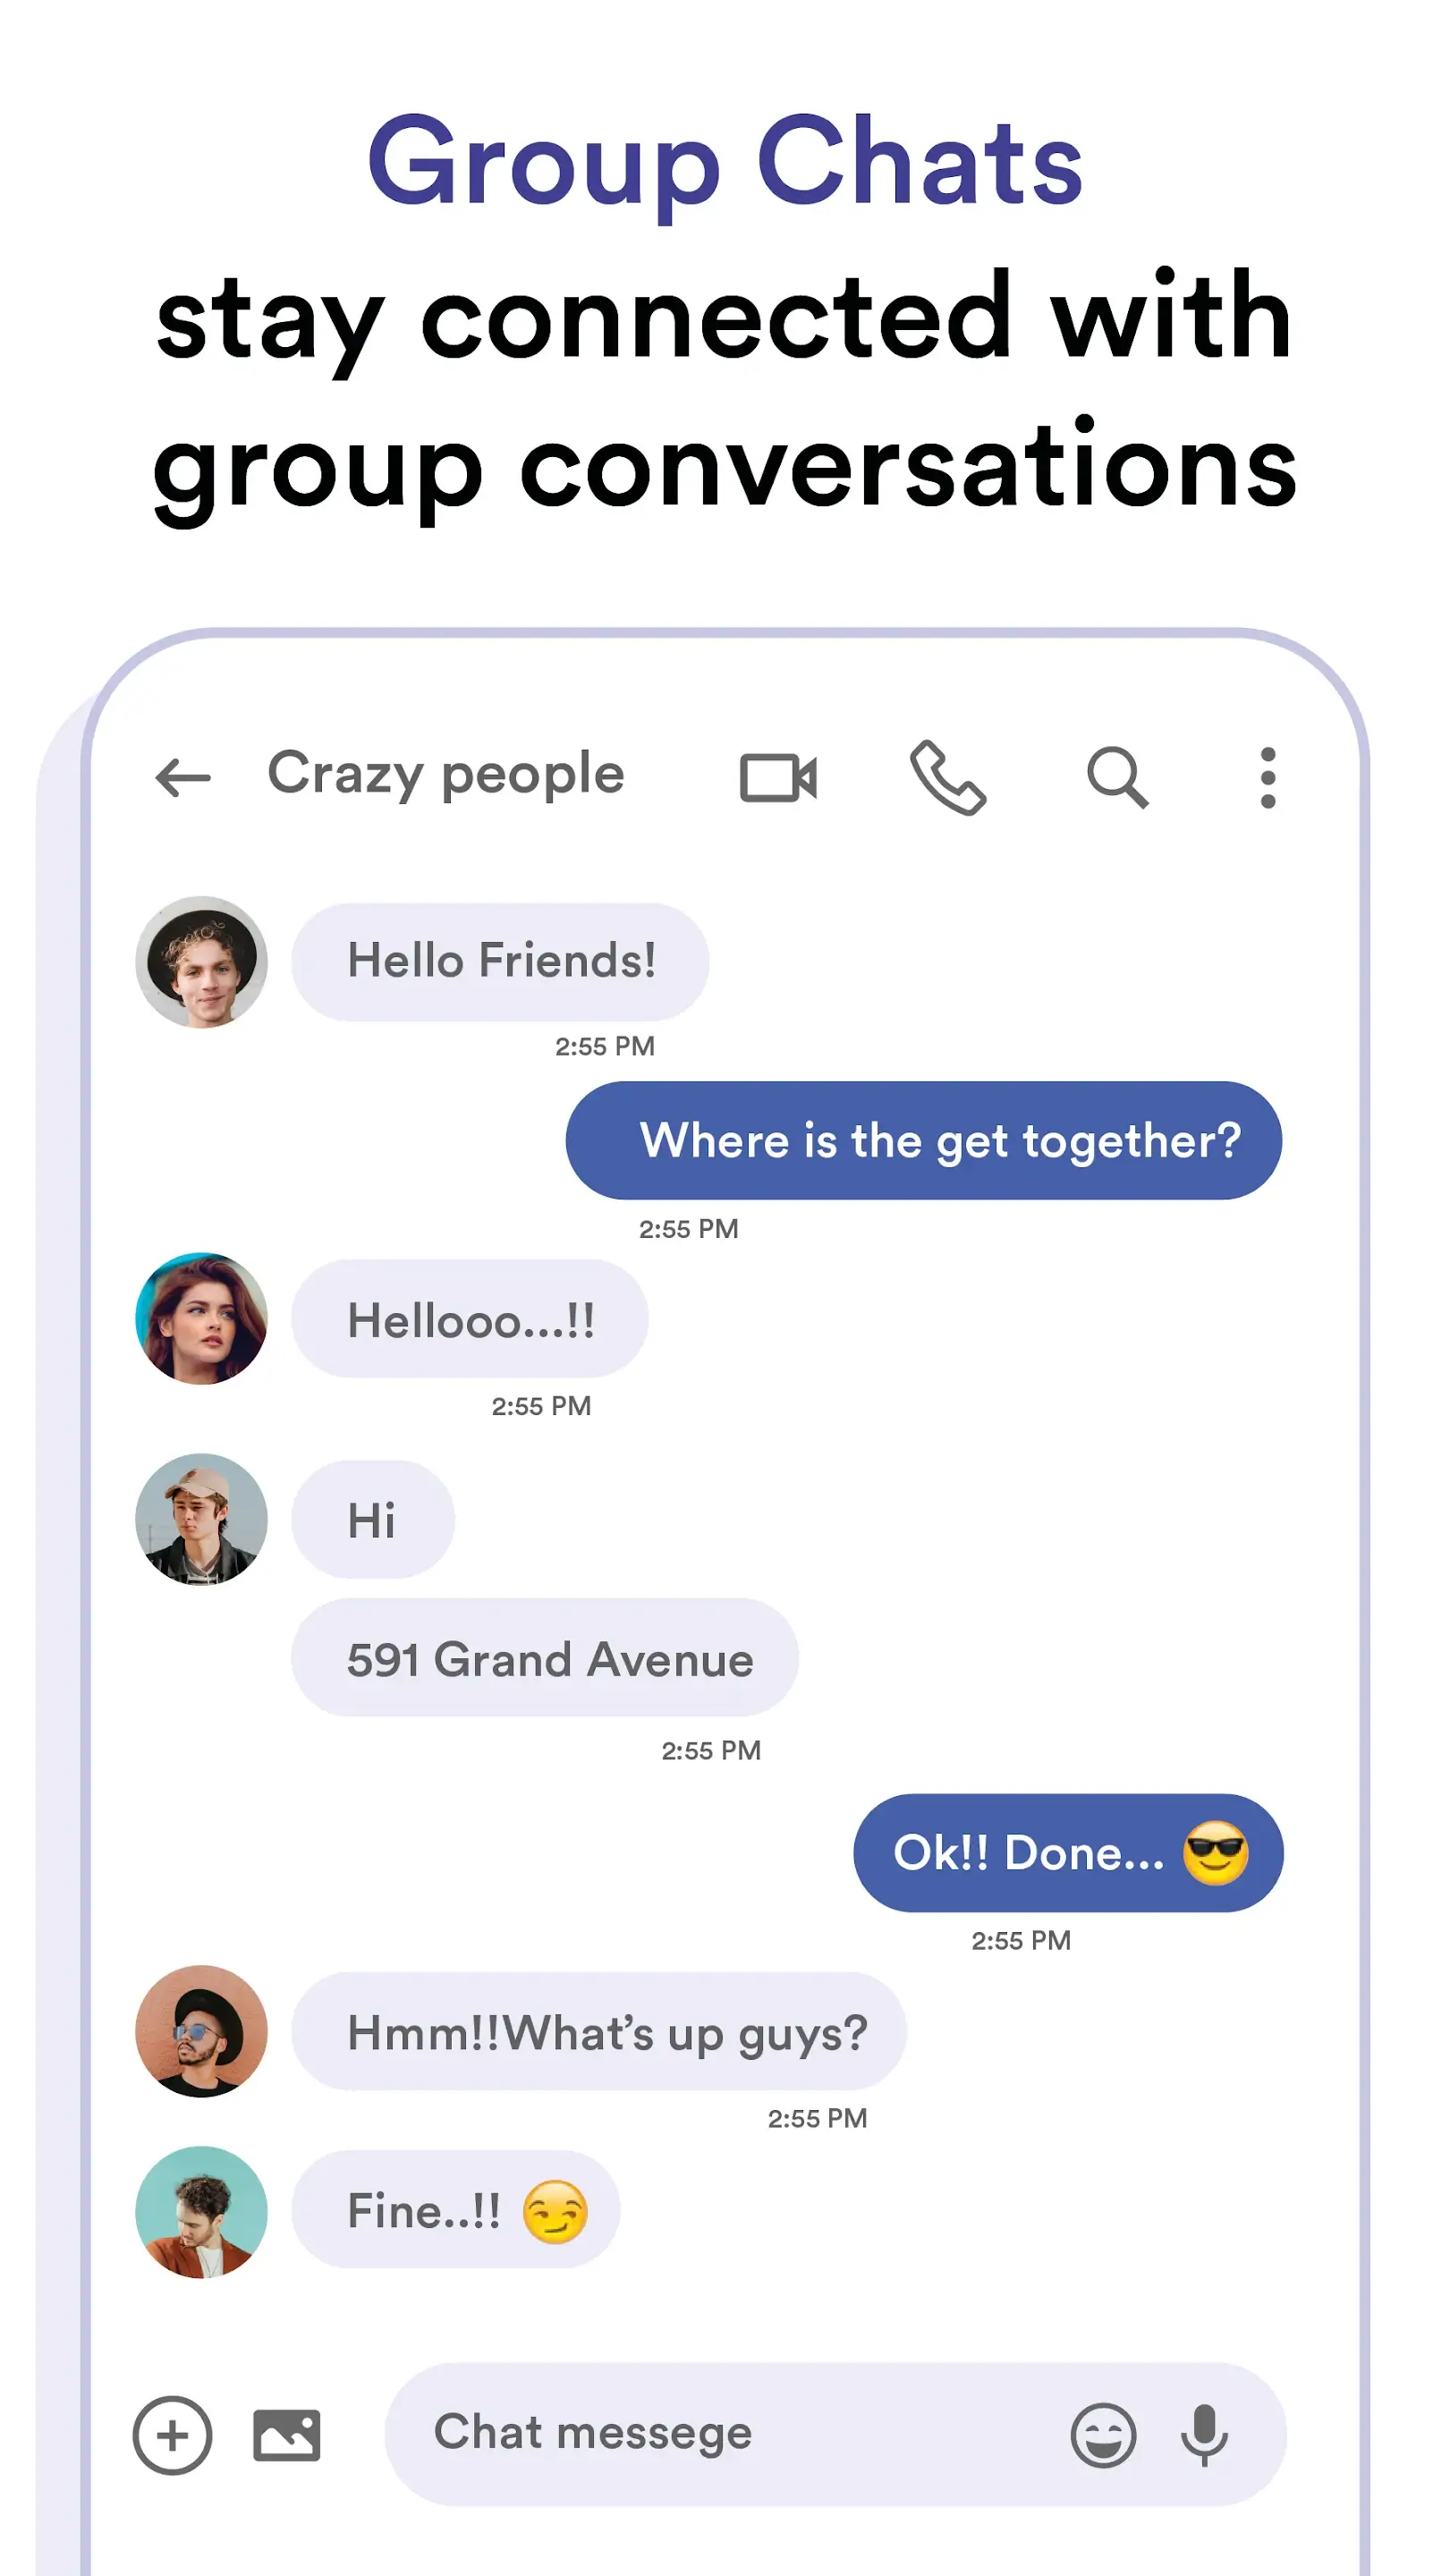 Group Chats
stay connected with
group conversations
Crazy people
Hello Friends!
2:55 PM
Where is the get together?
2:55 PM
Hellooo...!!
2:55 PM
Hi
591 Grand Avenue
2:55 PM
Ok!! Done... 😎
2:55 PM
Hmm!!What’s up guys?
2:55 PM
Fine..!! 😏
Chat messege